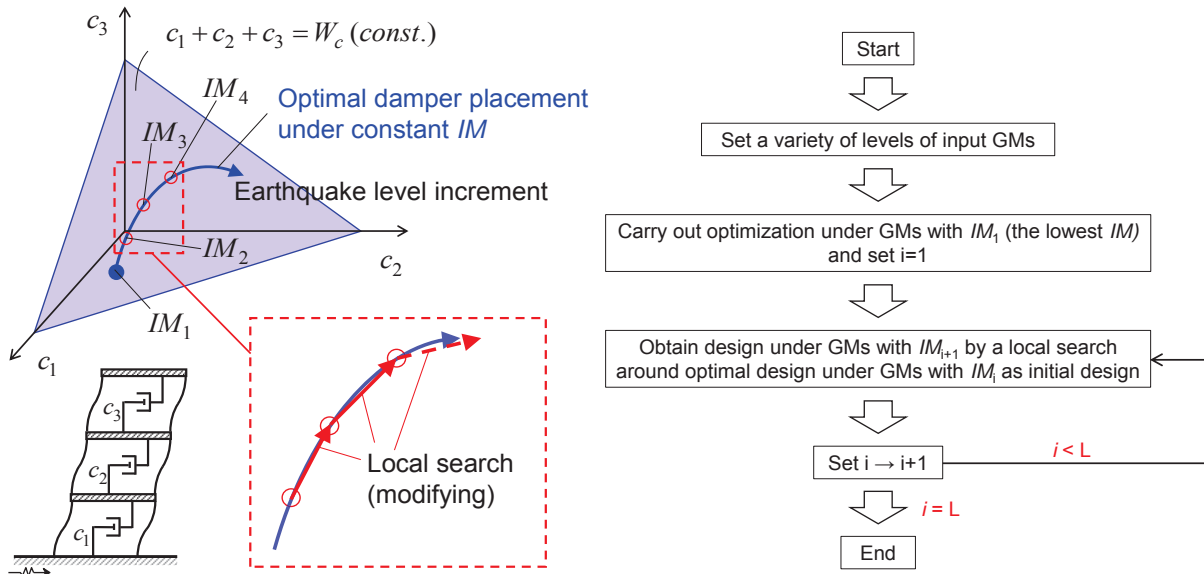 c₃
c₁ + c₂ + c₃ = W_c (const.)
IM₄
Optimal damper placement
under constant IM
IM₃
Earthquake level increment
IM₂
c₂
IM₁
c₁
c₃
c₂
c₁
Local search
(modifying)
Start
Set a variety of levels of input GMs
Carry out optimization under GMs with IM₁ (the lowest IM)
and set i=1
Obtain design under GMs with IMᵢ₊₁ by a local search
around optimal design under GMs with IMᵢ as initial design
Set i → i+1
i < L
i = L
End